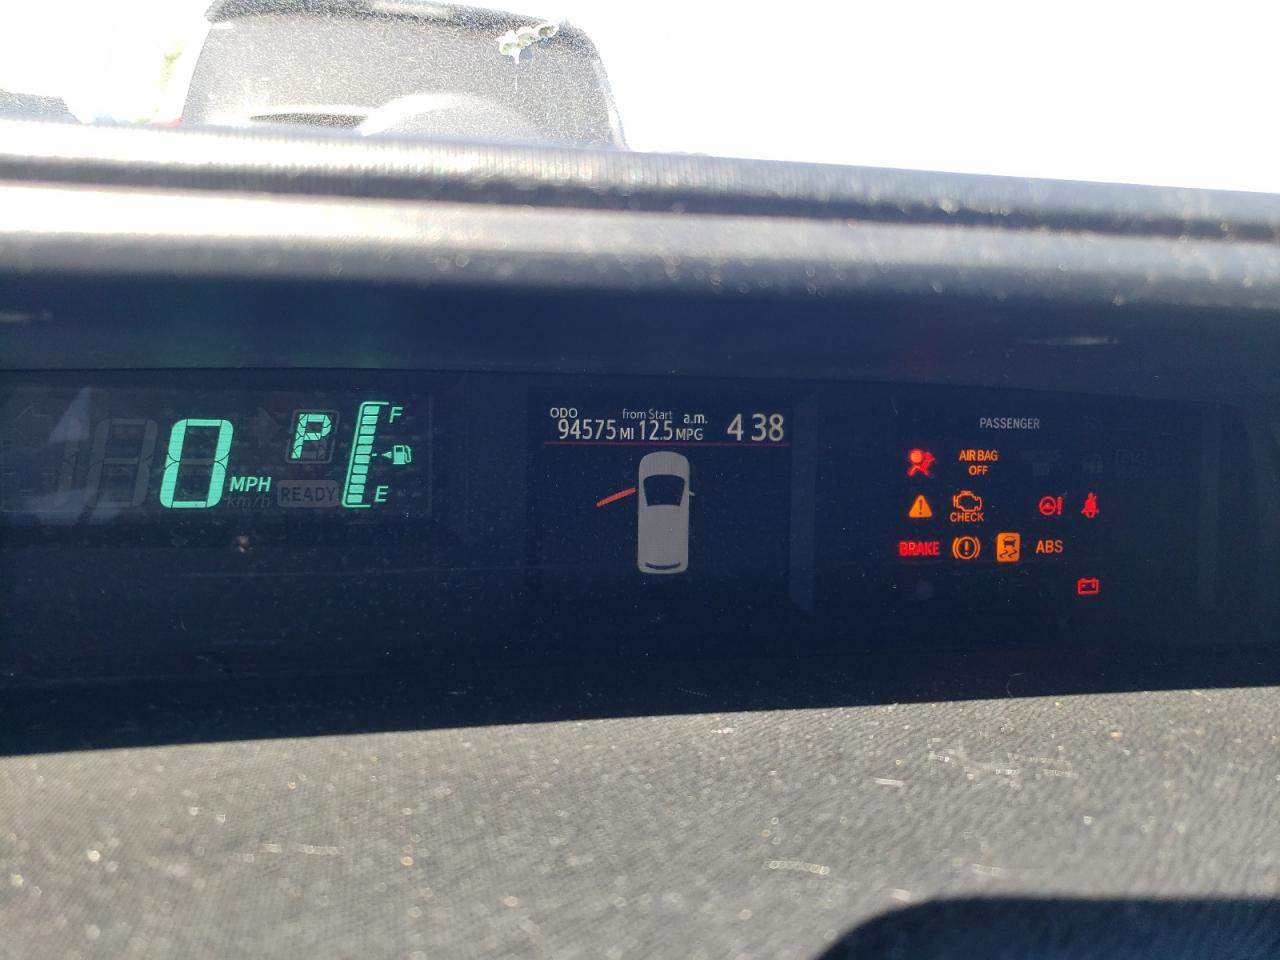 0 MPH
km/h
P
READY
F
E
ODO from Start a.m.
94575 MI 12.5 MPG 4 38
PASSENGER
AIR BAG
OFF
CHECK
BRAKE
ABS